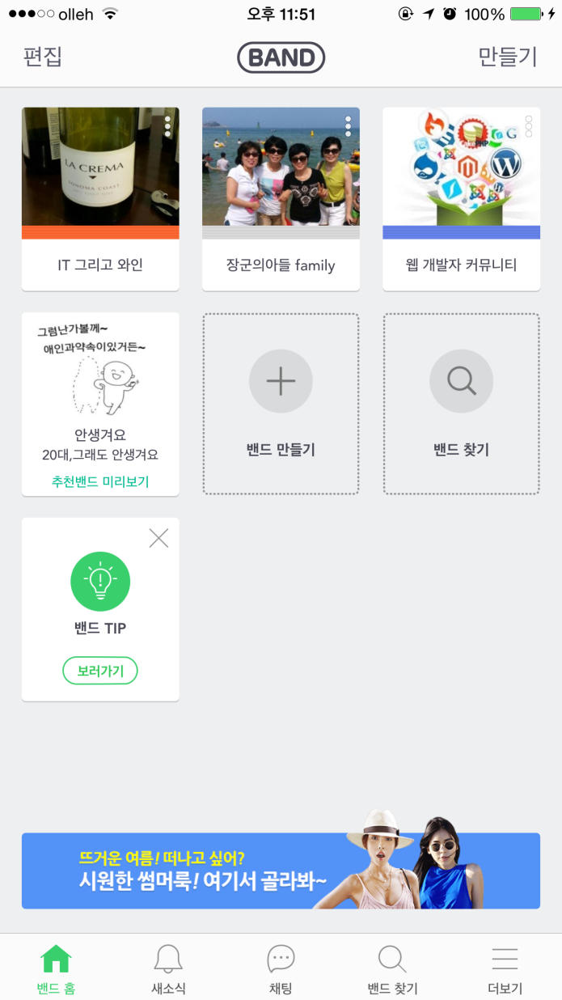 olleh
오후 11:51
100%
편집
BAND
만들기
LA CREMA
SONOMA COAST
PHP
G
W
IT 그리고 와인
장군의아들 family
웹 개발자 커뮤니티
그럼난가볼께~
애인과약속이있거든~
안생겨요
20대,그래도 안생겨요
추천밴드 미리보기
밴드 만들기
밴드 찾기
밴드 TIP
보러가기
뜨거운 여름! 떠나고 싶어?
시원한 썸머룩! 여기서 골라봐~
밴드 홈
새소식
채팅
밴드 찾기
더보기